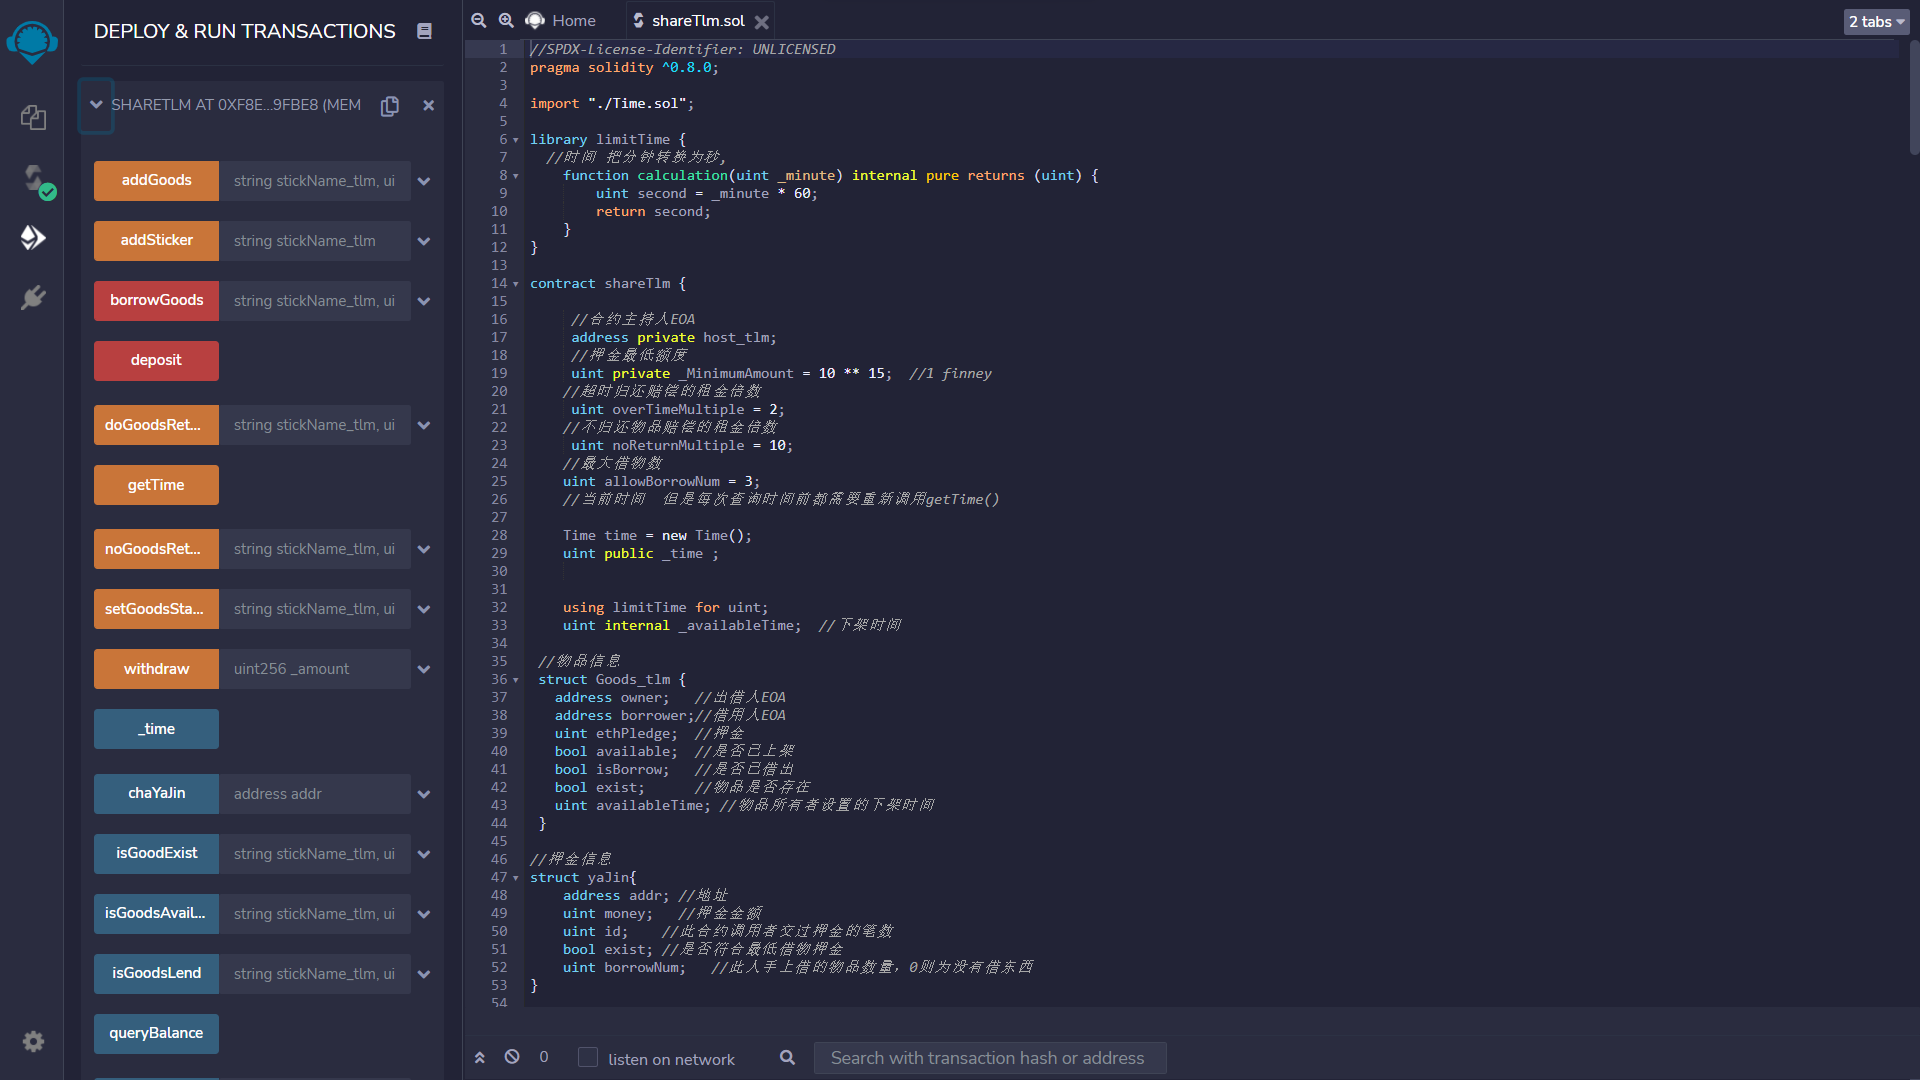 DEPLOY & RUN TRANSACTIONS
SHARETLM AT 0XF8E...9FBE8 (MEM
addGoods string stickName_tlm, ui
addSticker string stickName_tlm
borrowGoods string stickName_tlm, ui
deposit
doGoodsRet... string stickName_tlm, ui
getTime
noGoodsRet... string stickName_tlm, ui
setGoodsSta... string stickName_tlm, ui
withdraw uint256 _amount
_time
chaYaJin address addr
isGoodExist string stickName_tlm, ui
isGoodsAvail... string stickName_tlm, ui
isGoodsLend string stickName_tlm, ui
queryBalance
Home
shareTlm.sol
2 tabs
1 //SPDX-License-Identifier: UNLICENSED
2 pragma solidity ^0.8.0;
3
4 import "./Time.sol";
5
6 library limitTime {
7 //时间 把分钟转换为秒,
8 function calculation(uint _minute) internal pure returns (uint) {
9 uint second = _minute * 60;
10 return second;
11 }
12 }
13
14 contract shareTlm {
15
16 //合约主持人EOA
17 address private host_tlm;
18 //押金最低额度
19 uint private _MinimumAmount = 10 ** 15; //1 finney
20 //超时归还赔偿的租金倍数
21 uint overTimeMultiple = 2;
22 //不归还物品赔偿的租金倍数
23 uint noReturnMultiple = 10;
24 //最大借物数
25 uint allowBorrowNum = 3;
26 //当前时间 但是每次查询时间前都需要重新调用getTime()
27
28 Time time = new Time();
29 uint public _time ;
30
31
32 using limitTime for uint;
33 uint internal _availableTime; //下架时间
34
35 //物品信息
36 struct Goods_tlm {
37 address owner; //出借人EOA
38 address borrower;//借用人EOA
39 uint ethPledge; //押金
40 bool available; //是否已上架
41 bool isBorrow; //是否已借出
42 bool exist; //物品是否存在
43 uint availableTime; //物品所有者设置的下架时间
44 }
45
46 //押金信息
47 struct yaJin{
48 address addr; //地址
49 uint money; //押金金额
50 uint id; //此合约调用者交过押金的笔数
51 bool exist; //是否符合最低借物押金
52 uint borrowNum; //此人手上借的物品数量，0则为没有借东西
53 }
54
0
listen on network
Search with transaction hash or address